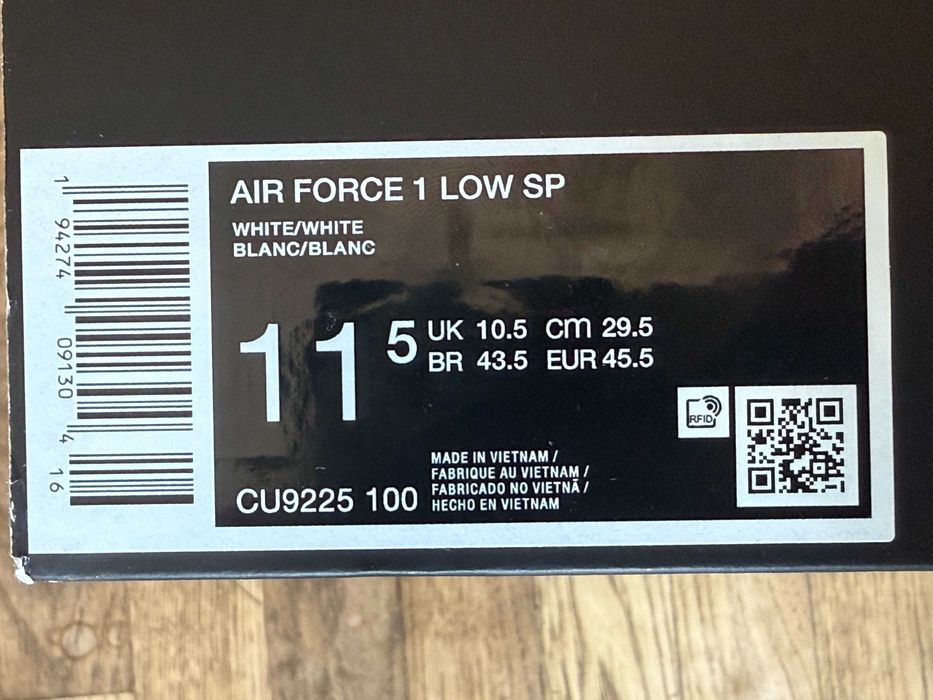 AIR FORCE 1 LOW SP
WHITE/WHITE
BLANC/BLANC
11 5
UK 10.5 CM 29.5
BR 43.5 EUR 45.5
RFID
MADE IN VIETNAM /
FABRIQUE AU VIETNAM /
FABRICADO NO VIETNÃ /
HECHO EN VIETNAM
CU9225 100
1 94274 09130 4 16